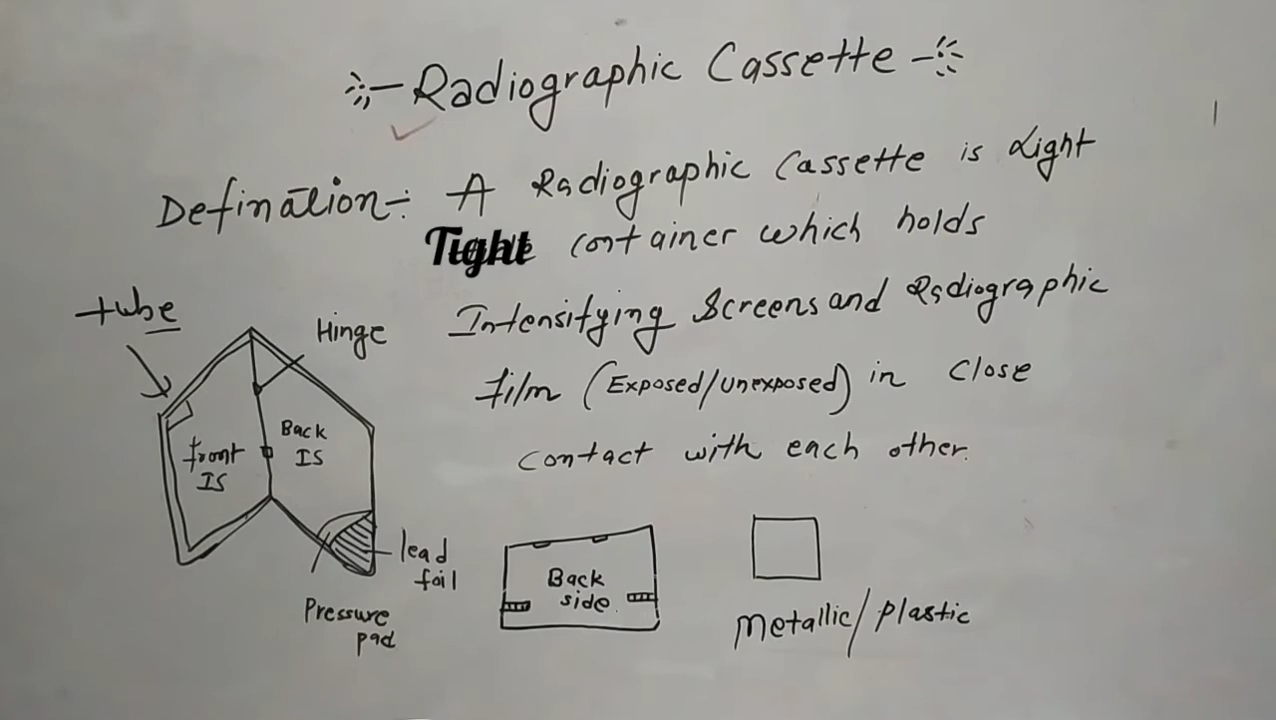 Radiographic Cassette
Defination:- A Radiographic Cassette is Light
Tight container which holds
Intensifying Screens and Radiographic
film (Exposed/unexposed) in close
contact with each other.
tube
Hinge
front
IS
Back
IS
lead
foil
Pressure
pad
Back
side
metallic/plastic